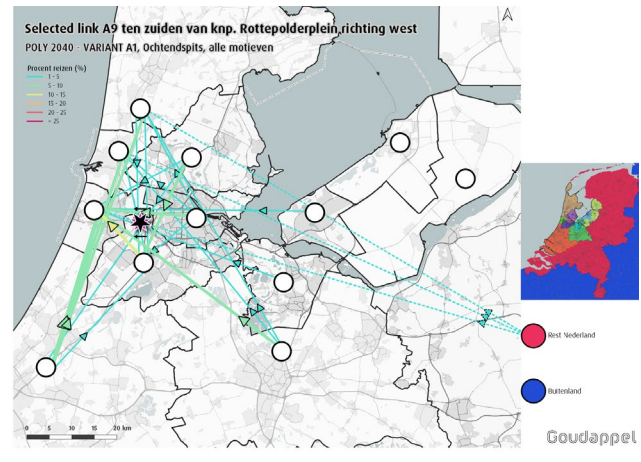 Selected link A9 ten zuiden van knp. Rottepolderplein,richting west
POLY 2040 - VARIANT A1, Ochtendspits, alle motieven
Procent reizen (%)
1 - 5
5 - 10
10 - 15
15 - 20
20 - 25
> 25
Rest Nederland
Buitenland
0 5 10 15 20 km
Goudappel